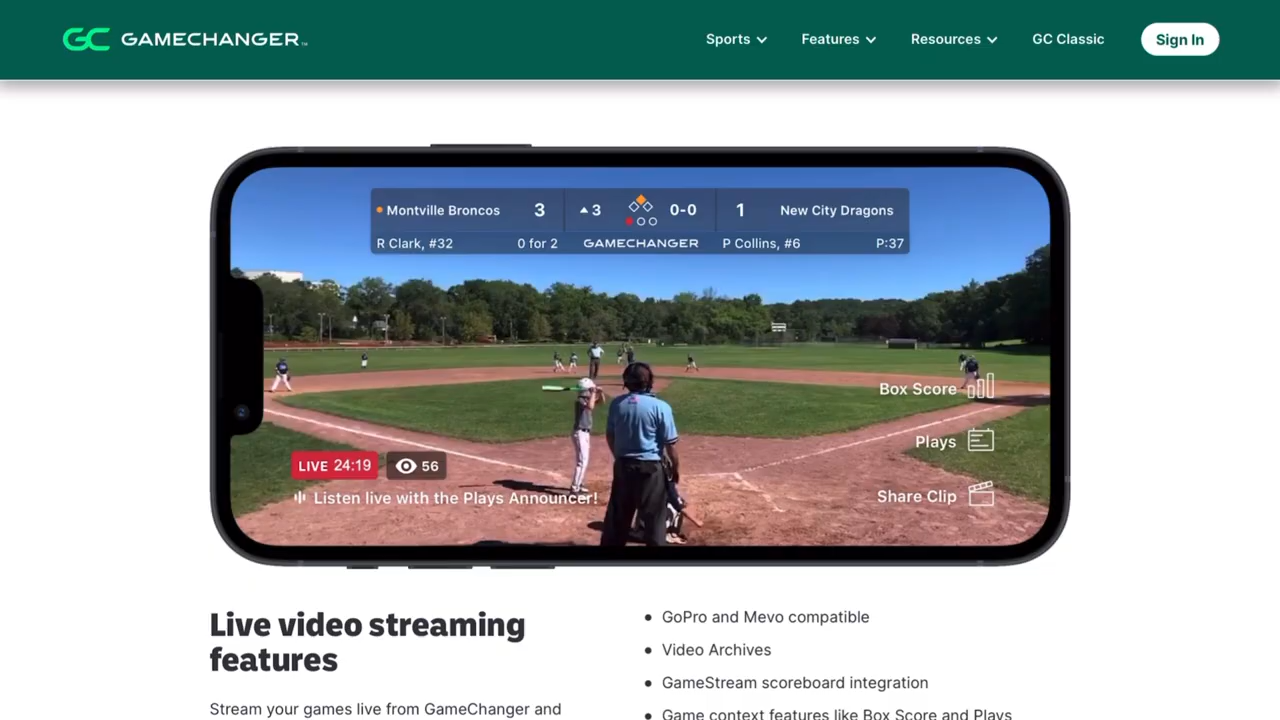 GC GAMECHANGER™
Sports
Features
Resources
GC Classic
Sign In
Montville Broncos 3
3 0-0
1 New City Dragons
R Clark, #32 0 for 2
GAMECHANGER
P Collins, #6 P:37
Box Score
Plays
LIVE 24:19 56
Share Clip
Listen live with the Plays Announcer!
Live video streaming
features
Stream your games live from GameChanger and
GoPro and Mevo compatible
Video Archives
GameStream scoreboard integration
Game context features like Box Score and Plays